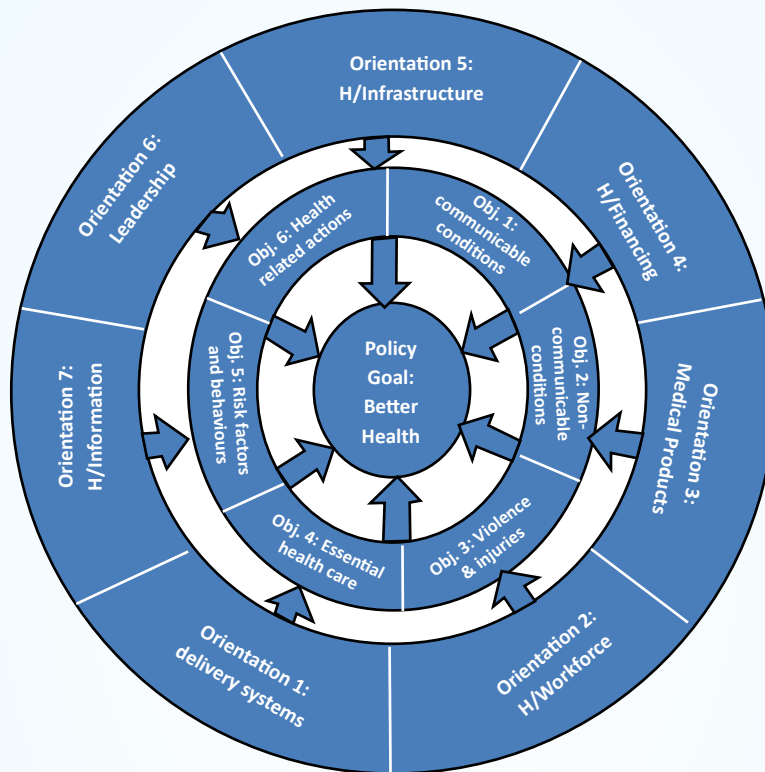 Orientation 5:
H/Infrastructure
Orientation 4:
H/Financing
Orientation 3:
Medical Products
Orientation 2:
H/Workforce
Orientation 1:
delivery systems
Orientation 7:
H/Information
Orientation 6:
Leadership
Obj. 1:
communicable
conditions
Obj. 2: Non-
communicable
conditions
Obj. 3: Violence
& injuries
Obj. 4: Essential
health care
Obj. 5: Risk factors
and behaviours
Obj. 6: Health
related actions
Policy
Goal:
Better
Health